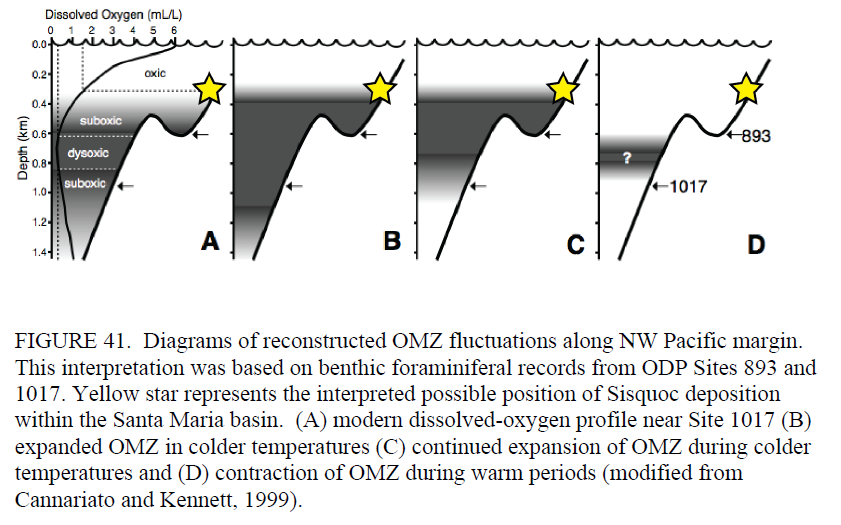 Dissolved Oxygen (mL/L)
0 1 2 3 4 5 6
0.0
0.2
0.4
0.6
0.8
1.0
1.2
1.4
Depth (km)
oxic
suboxic
dysoxic
suboxic
A
B
C
?
893
1017
D
FIGURE 41. Diagrams of reconstructed OMZ fluctuations along NW Pacific margin.
This interpretation was based on benthic foraminiferal records from ODP Sites 893 and
1017. Yellow star represents the interpreted possible position of Sisquoc deposition
within the Santa Maria basin. (A) modern dissolved-oxygen profile near Site 1017 (B)
expanded OMZ in colder temperatures (C) continued expansion of OMZ during colder
temperatures and (D) contraction of OMZ during warm periods (modified from
Cannariato and Kennett, 1999).